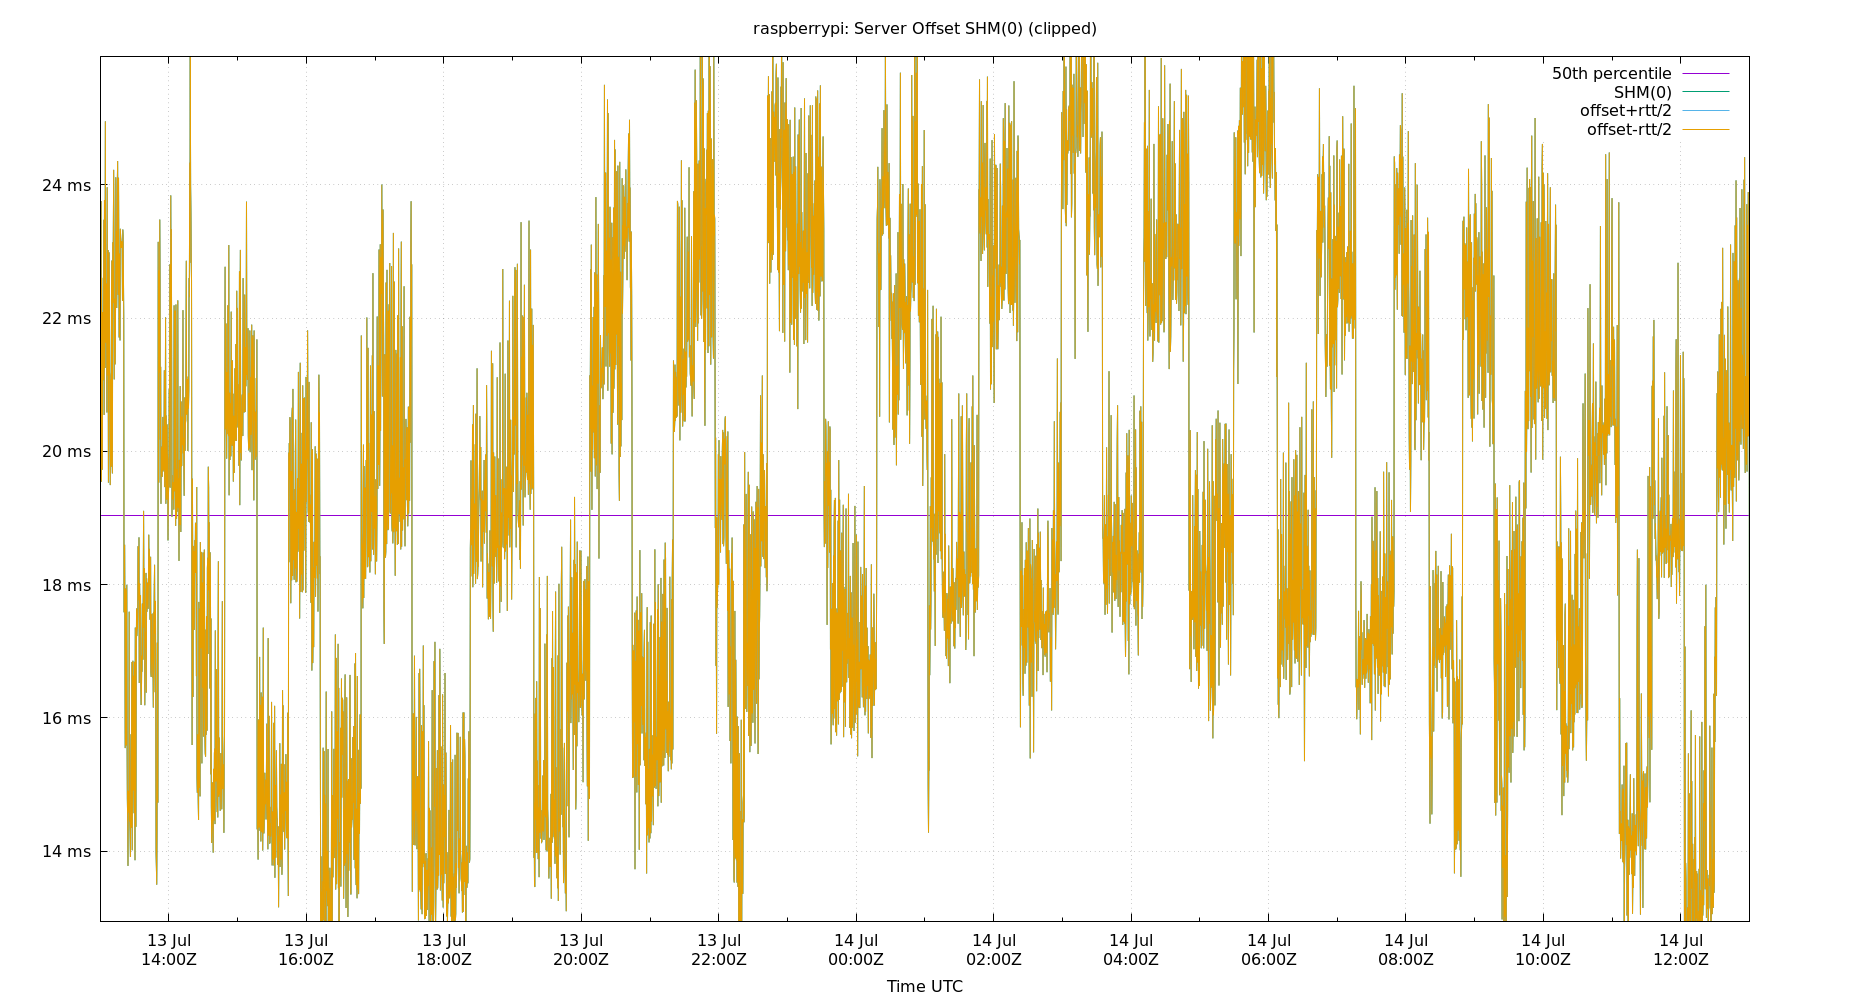 raspberrypi: Server Offset SHM(0) (clipped)
50th percentile
SHM(0)
offset+rtt/2
offset-rtt/2
24 ms
22 ms
20 ms
18 ms
16 ms
14 ms
13 Jul 13 Jul 13 Jul 13 Jul 13 Jul 14 Jul 14 Jul 14 Jul 14 Jul 14 Jul 14 Jul 14 Jul
14:00Z 16:00Z 18:00Z 20:00Z 22:00Z 00:00Z 02:00Z 04:00Z 06:00Z 08:00Z 10:00Z 12:00Z
Time UTC